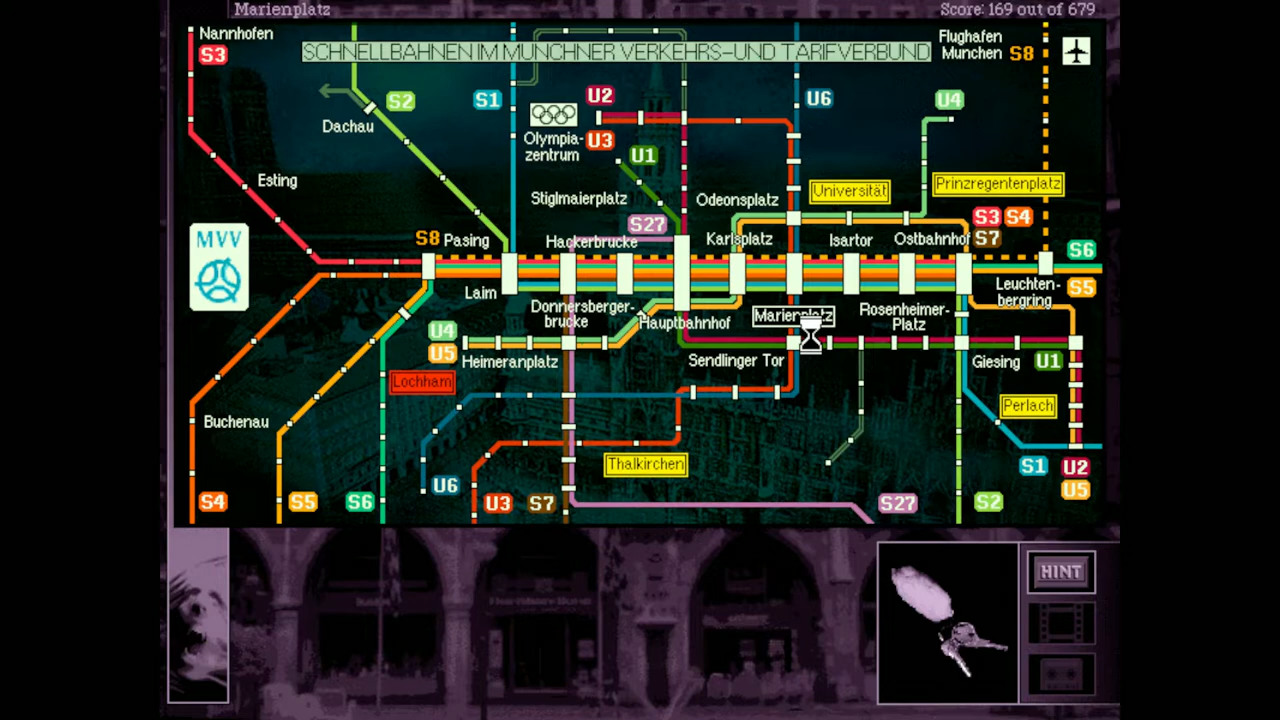 Marienplatz
Score: 169 out of 679
Nannhofen
S3
SCHNELLBAHNEN IM MUNCHNER VERKEHRS-UND TARIFVERBUND
Flughafen
Munchen
S8
S2
S1
U2
U6
U4
Dachau
Olympia-
zentrum
U3
U1
Esting
Stiglmaierplatz
Odeonsplatz
Universität
Prinzregentenplatz
S27
S3
S4
MVV
S8
Pasing
Hackerbrucke
Karlsplatz
Isartor
Ostbahnhof
S7
S6
Laim
Donnersberger-
brucke
Hauptbahnhof
Marienplatz
Rosenheimer-
Platz
Leuchten-
bergring
S5
U4
U5
Heimeranplatz
Sendlinger Tor
Giesing
U1
Lochham
Buchenau
Perlach
Thalkirchen
S1
U2
U5
S4
S5
S6
U6
U3
S7
S27
S2
HINT